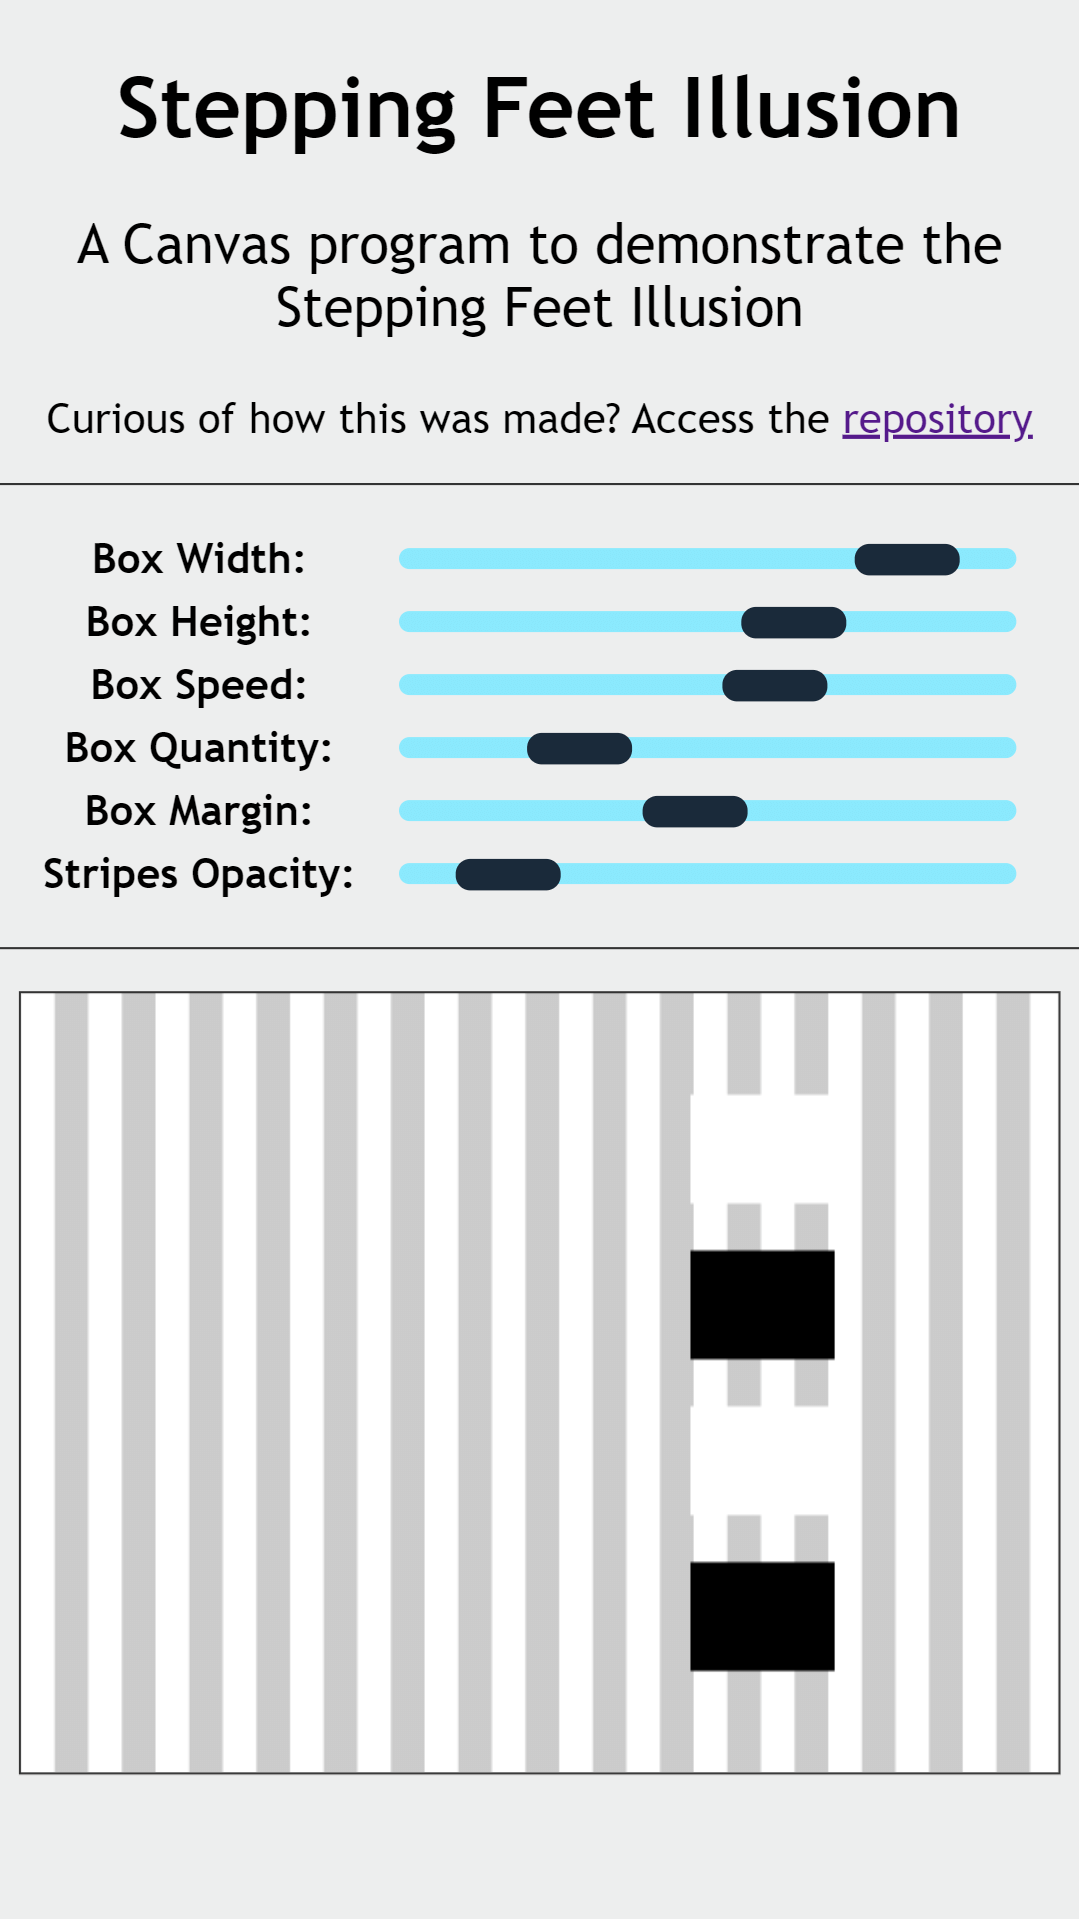 Stepping Feet Illusion
A Canvas program to demonstrate the
Stepping Feet Illusion
Curious of how this was made? Access the repository
Box Width:
Box Height:
Box Speed:
Box Quantity:
Box Margin:
Stripes Opacity: